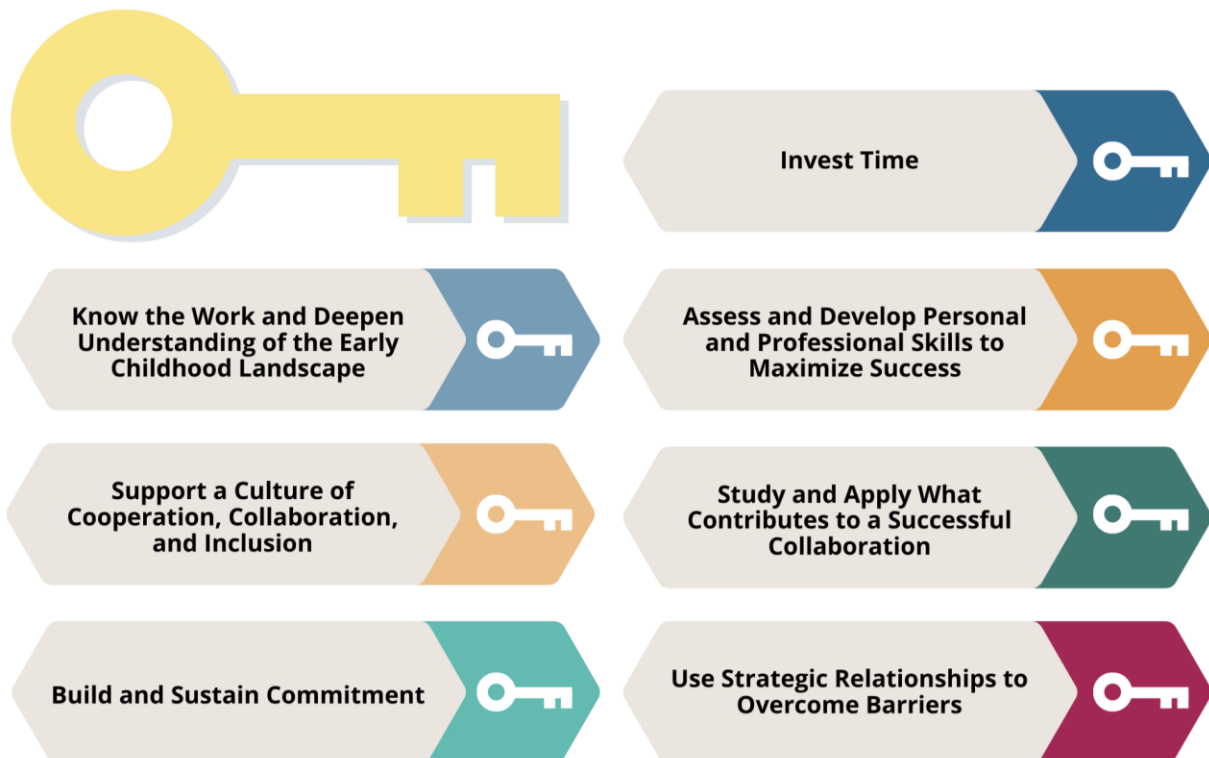 Invest Time
Know the Work and Deepen
Understanding of the Early
Childhood Landscape
Assess and Develop Personal
and Professional Skills to
Maximize Success
Support a Culture of
Cooperation, Collaboration,
and Inclusion
Study and Apply What
Contributes to a Successful
Collaboration
Build and Sustain Commitment
Use Strategic Relationships to
Overcome Barriers